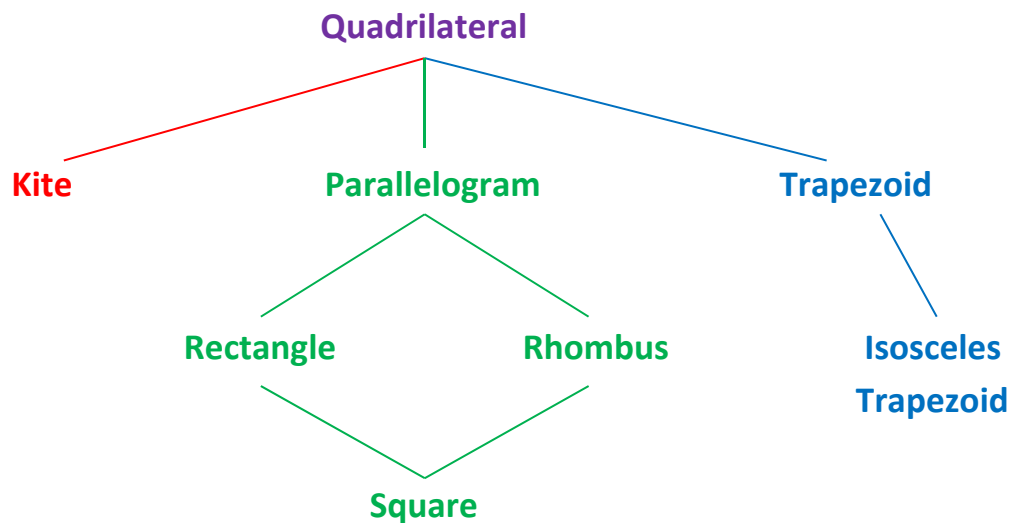 Quadrilateral
Kite
Parallelogram
Trapezoid
Rectangle
Rhombus
Isosceles
Trapezoid
Square